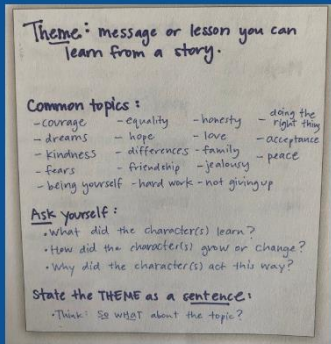 Theme: message or lesson you can
learn from a story.
Common topics:
-courage -equality -honesty -doing the right thing
-dreams -hope -love -acceptance
-kindness -differences -family -peace
-fears -friendship -jealousy
-being yourself -hard work -not giving up
Ask yourself:
•What did the character(s) learn?
•How did the character(s) grow or change?
•Why did the character(s) act this way?
State the THEME as a sentence:
•Think: So WHAT about the topic?